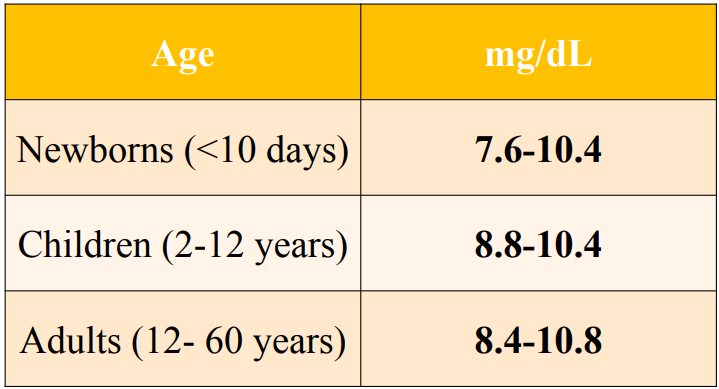 Age mg/dL
Newborns (<10 days) 7.6-10.4
Children (2-12 years) 8.8-10.4
Adults (12- 60 years) 8.4-10.8